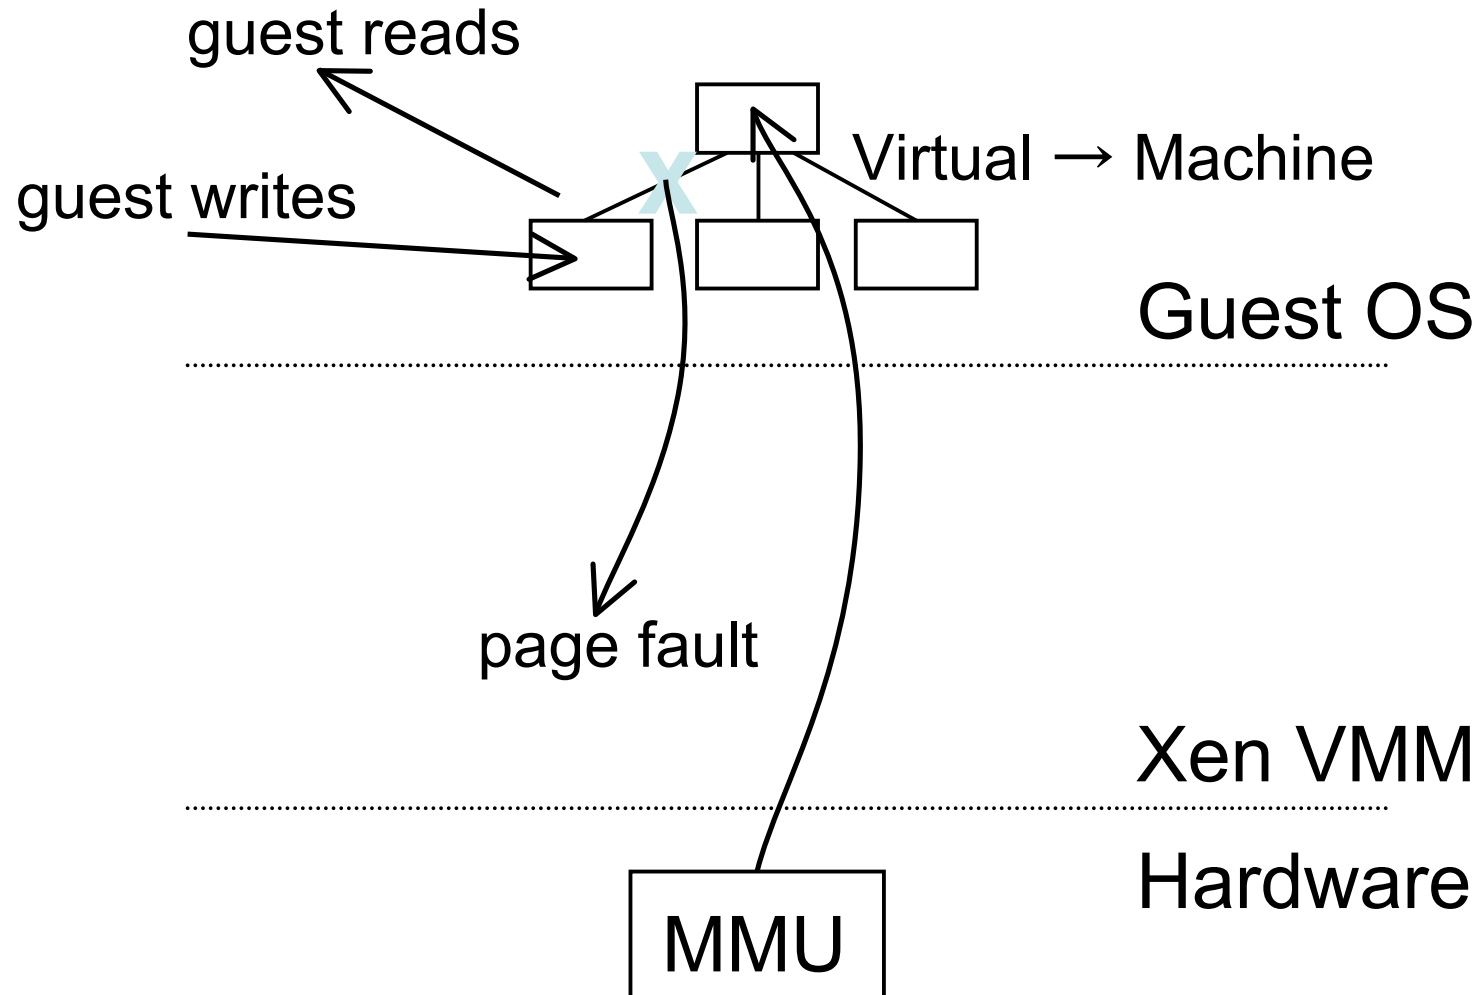 guest reads
Virtual → Machine
guest writes
X
Guest OS
page fault
Xen VMM
Hardware
MMU